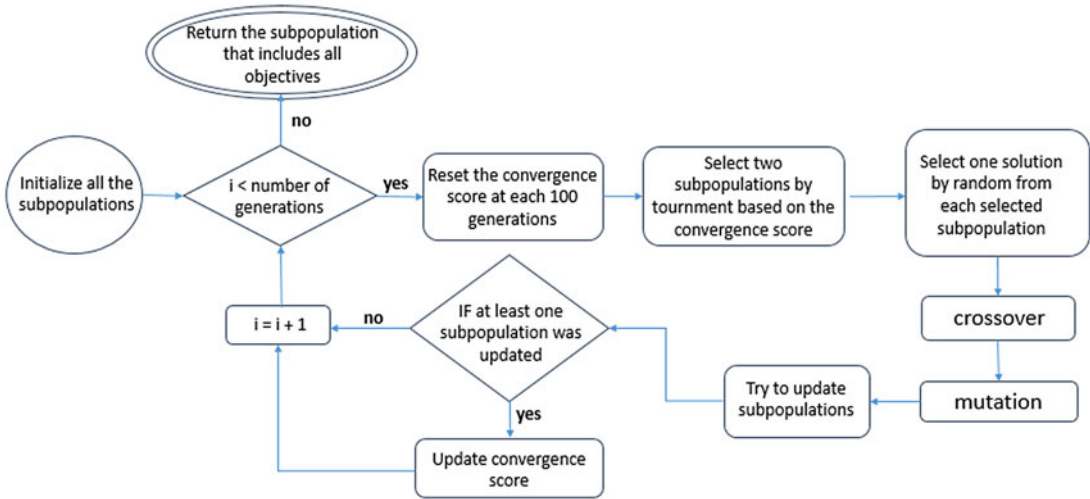 Return the subpopulation
that includes all
objectives
no
Initialize all the
subpopulations
i < number of
generations
yes
Reset the convergence
score at each 100
generations
Select two
subpopulations by
tournment based on the
convergence score
Select one solution
by random from
each selected
subpopulation
crossover
mutation
Try to update
subpopulations
IF at least one
subpopulation was
updated
no
i = i + 1
yes
Update convergence
score